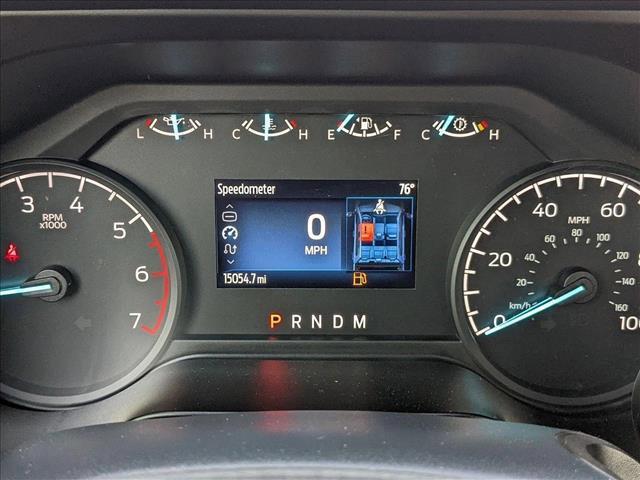 L H C H E F C H
Speedometer 76°
0
MPH
15054.7 mi
P R N D M
3 4 5 6 7
RPM
x1000
0 20 40 60 100
MPH
km/h
20 40 60 80 100 120 140 160